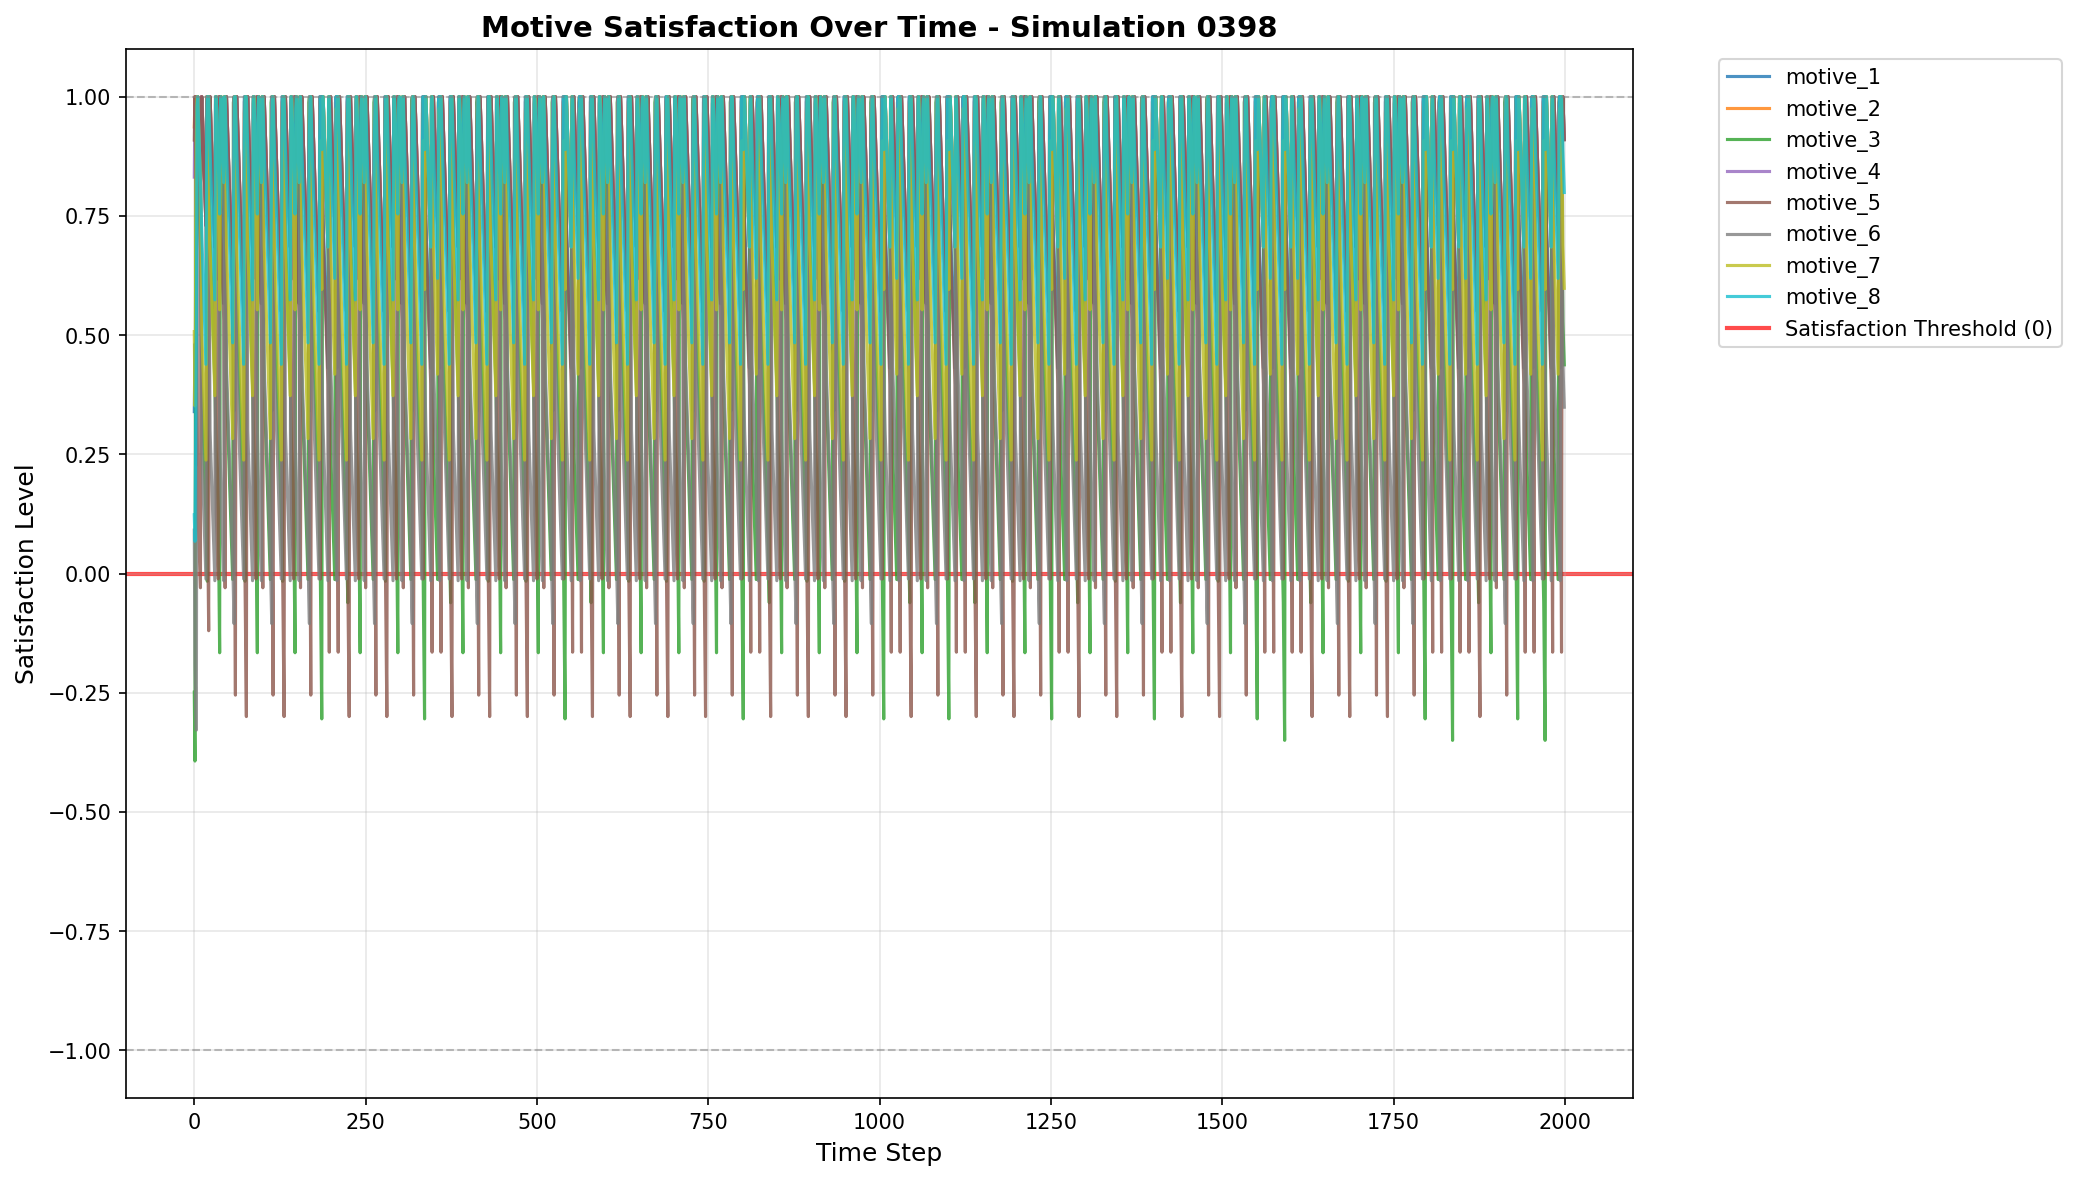 Motive Satisfaction Over Time - Simulation 0398
1.00
0.75
0.50
0.25
0.00
−0.25
−0.50
−0.75
−1.00
Satisfaction Level
0 250 500 750 1000 1250 1500 1750 2000
Time Step
motive_1
motive_2
motive_3
motive_4
motive_5
motive_6
motive_7
motive_8
Satisfaction Threshold (0)